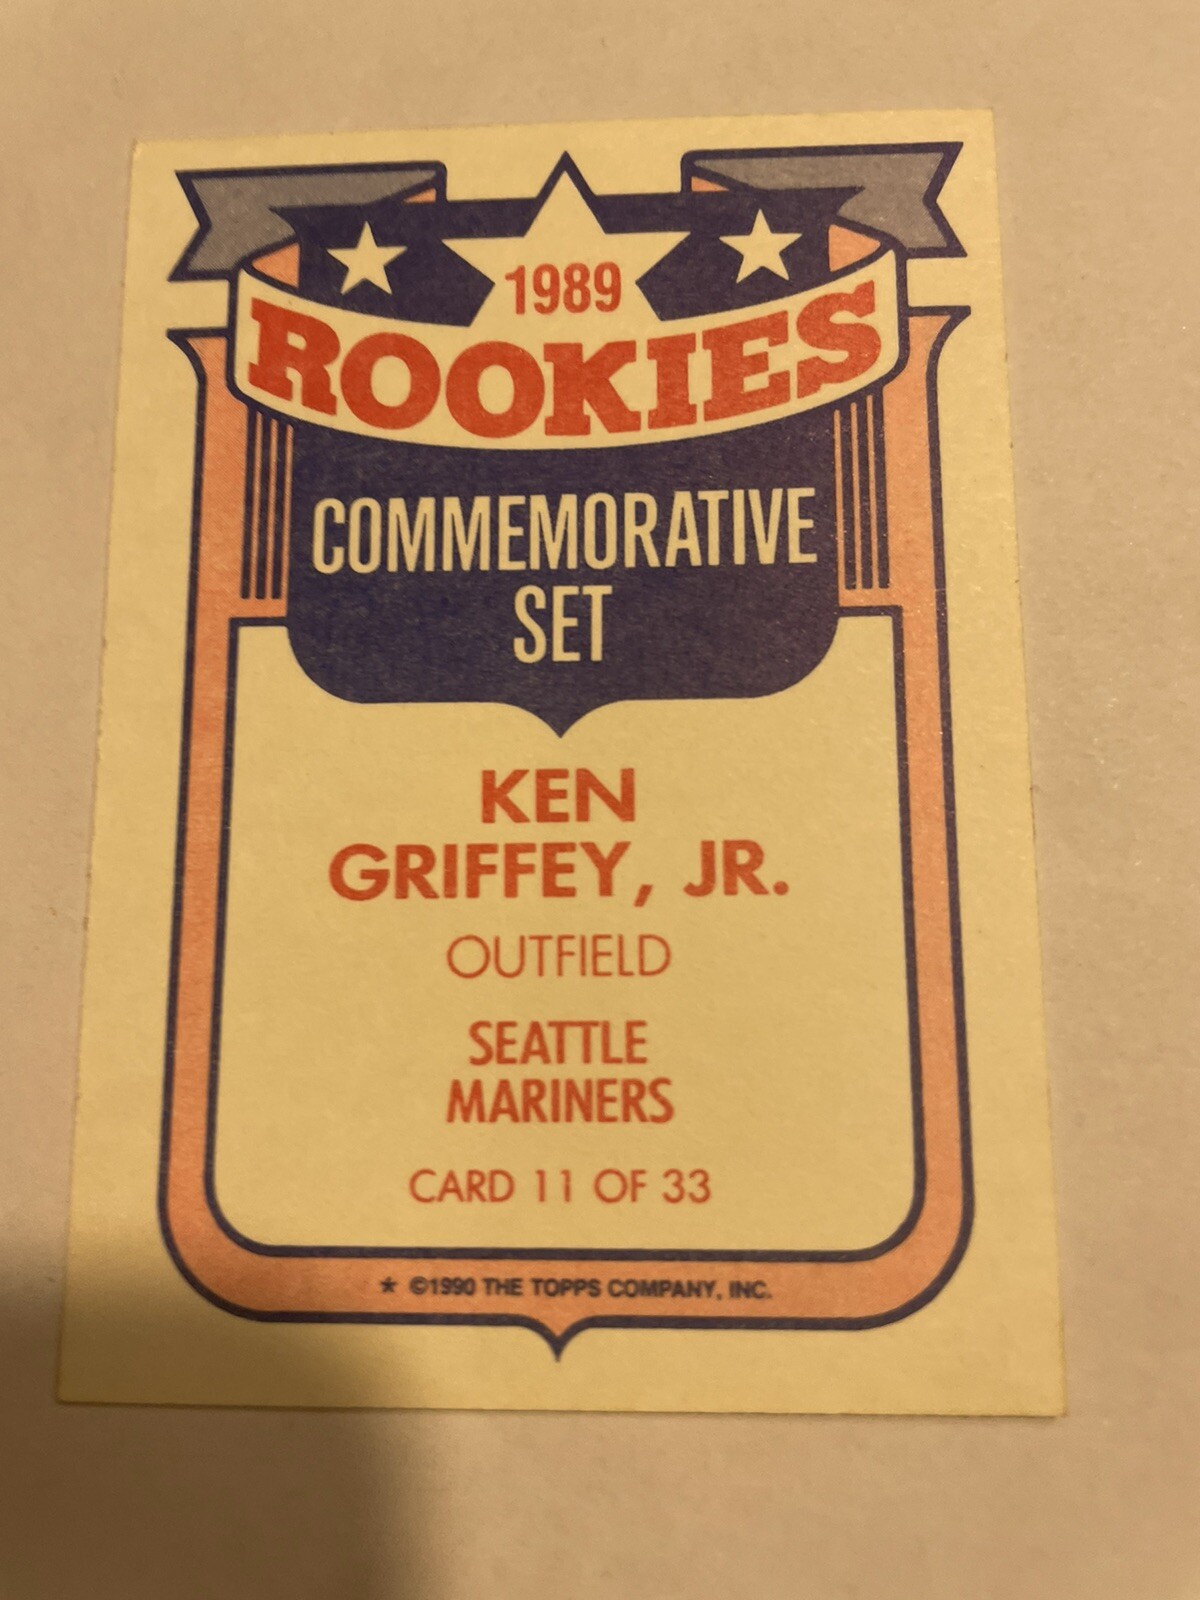 1989
ROOKIES
COMMEMORATIVE
SET
KEN
GRIFFEY, JR.
OUTFIELD
SEATTLE
MARINERS
CARD 11 OF 33
* ©1990 THE TOPPS COMPANY, INC.